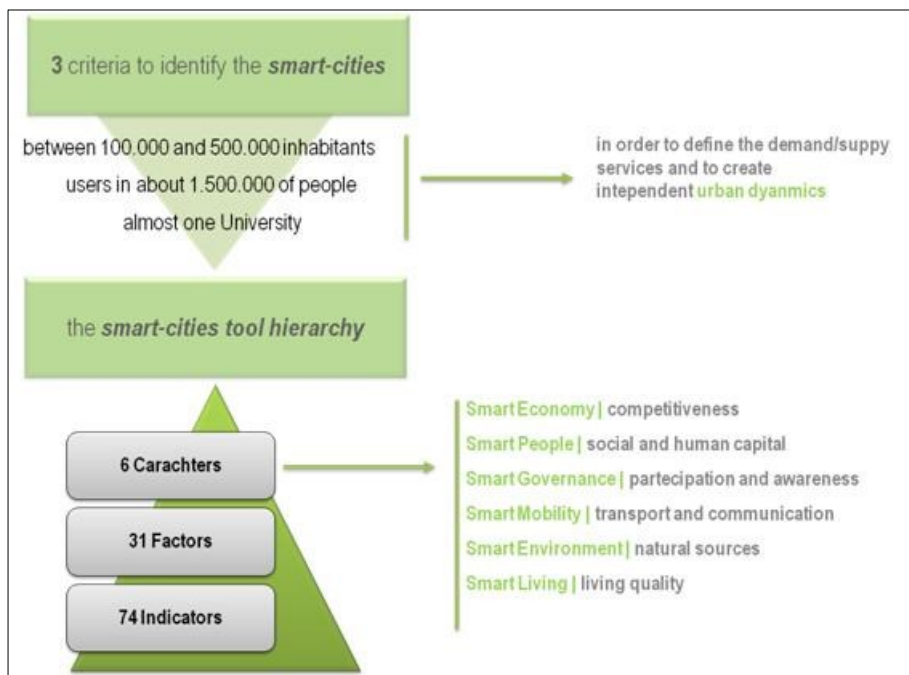 3 criteria to identify the smart-cities
between 100.000 and 500.000 inhabitants
users in about 1.500.000 of people
almost one University
in order to define the demand/suppy
services and to create
intependent urban dyanmics
the smart-cities tool hierarchy
6 Carachters
31 Factors
74 Indicators
Smart Economy | competitiveness
Smart People | social and human capital
Smart Governance | partecipation and awareness
Smart Mobility | transport and communication
Smart Environment | natural sources
Smart Living | living quality